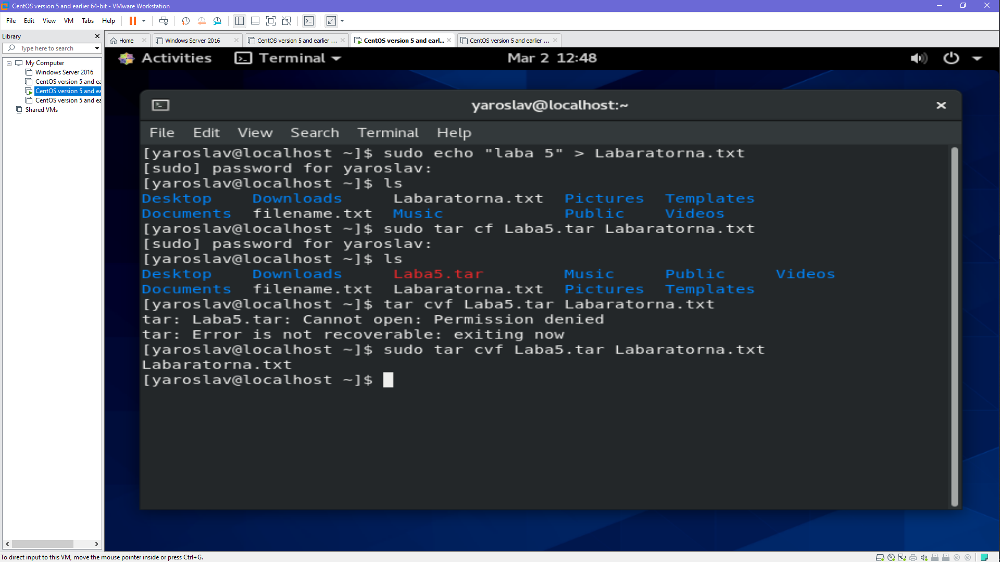 CentOS version 5 and earlier 64-bit - VMware Workstation
File Edit View VM Tabs Help
Library
Type here to search
My Computer
Windows Server 2016
CentOS version 5 and ea
CentOS version 5 and ea
CentOS version 5 and ea
Shared VMs
Home Windows Server 2016 CentOS version 5 and earlier ... CentOS version 5 and earl... CentOS version 5 and earlier ...
Activities Terminal Mar 2 12:48
yaroslav@localhost:~
File Edit View Search Terminal Help
[yaroslav@localhost ~]$ sudo echo "laba 5" > Labaratorna.txt
[sudo] password for yaroslav:
[yaroslav@localhost ~]$ ls
Desktop Downloads Labaratorna.txt Pictures Templates
Documents filename.txt Music Public Videos
[yaroslav@localhost ~]$ sudo tar cf Laba5.tar Labaratorna.txt
[sudo] password for yaroslav:
[yaroslav@localhost ~]$ ls
Desktop Downloads Laba5.tar Music Public Videos
Documents filename.txt Labaratorna.txt Pictures Templates
[yaroslav@localhost ~]$ tar cvf Laba5.tar Labaratorna.txt
tar: Laba5.tar: Cannot open: Permission denied
tar: Error is not recoverable: exiting now
[yaroslav@localhost ~]$ sudo tar cvf Laba5.tar Labaratorna.txt
Labaratorna.txt
[yaroslav@localhost ~]$
To direct input to this VM, move the mouse pointer inside or press Ctrl+G.